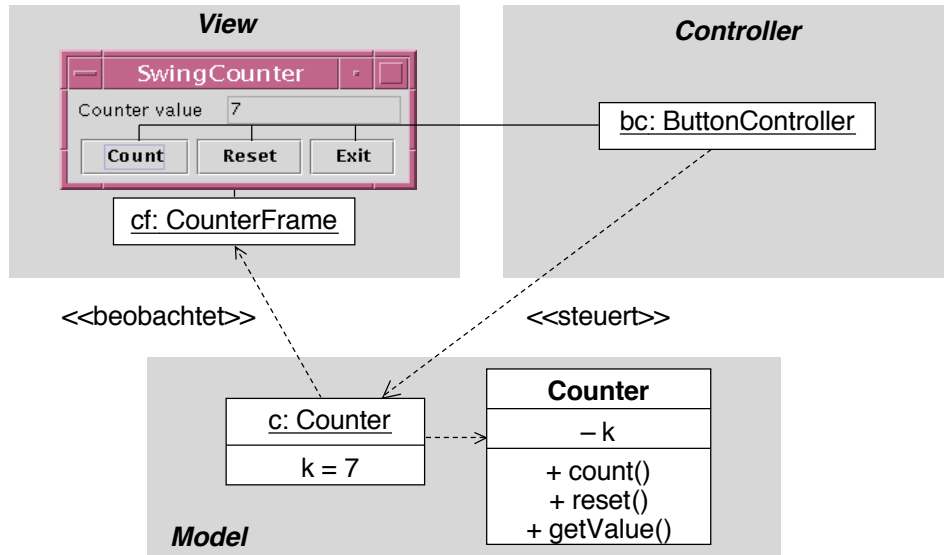 View
Controller
SwingCounter
Counter value 7
Count Reset Exit
bc: ButtonController
cf: CounterFrame
<<beobachtet>>
<<steuert>>
c: Counter
k = 7
Counter
– k
+ count()
+ reset()
+ getValue()
Model